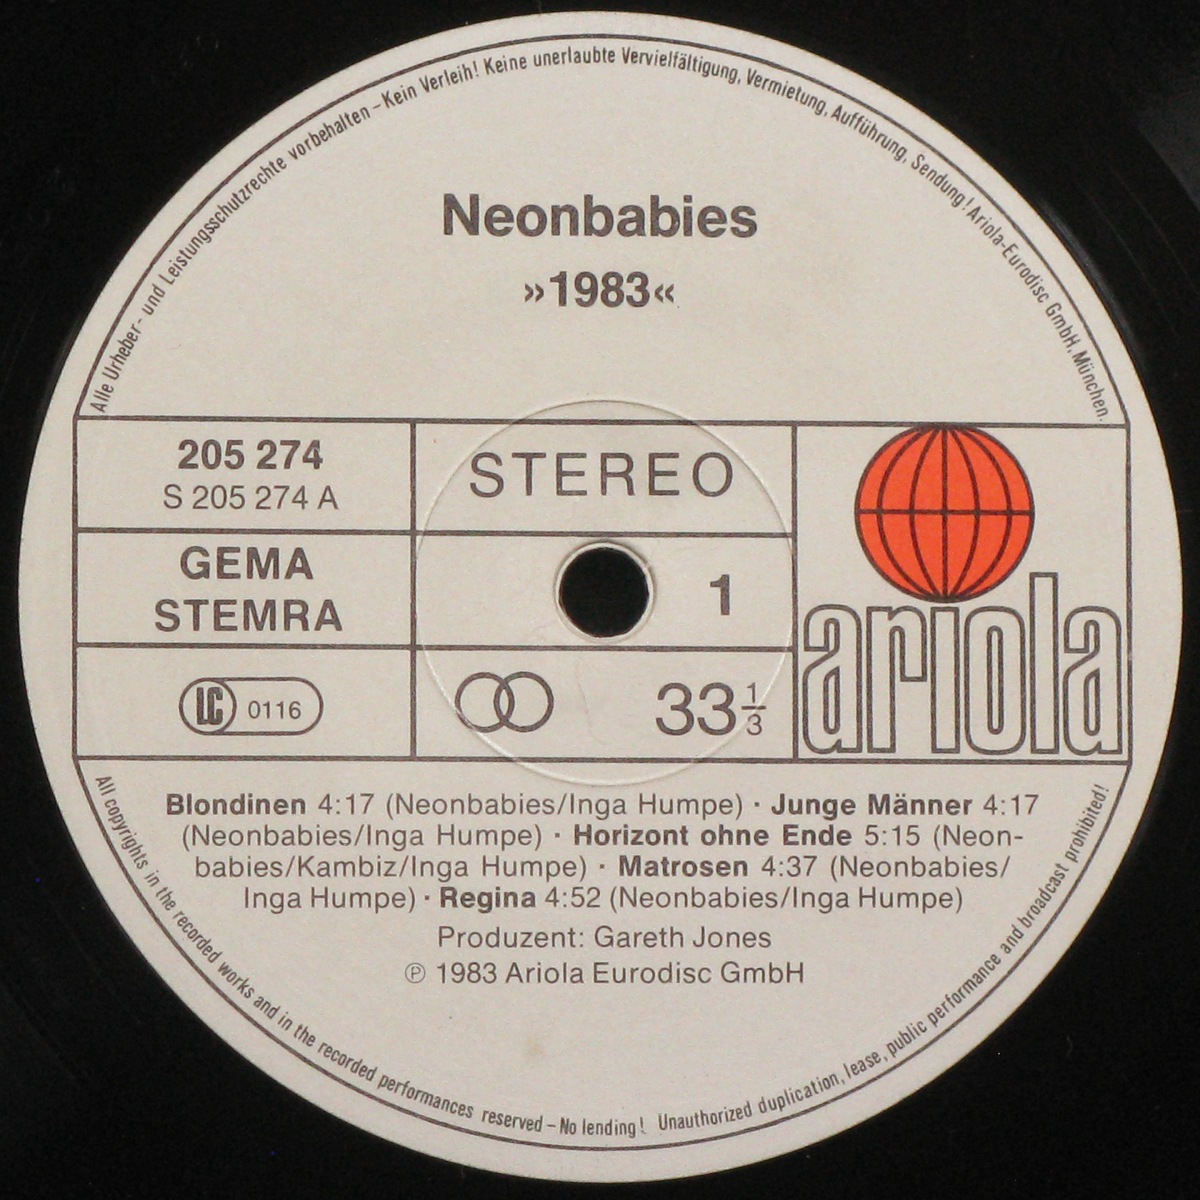 Alle Urheber- und Leistungsschutzrechte vorbehalten – Kein Verleih! Keine unerlaubte Vervielfältigung, Vermietung, Aufführung, Sendung! Ariola-Eurodisc GmbH. München.
Neonbabies
»1983«
205 274
S 205 274 A
STEREO
GEMA
STEMRA
1
LC 0116
33 1/3
ariola
Blondinen 4:17 (Neonbabies/Inga Humpe) · Junge Männer 4:17
(Neonbabies/Inga Humpe) · Horizont ohne Ende 5:15 (Neon-
babies/Kambiz/Inga Humpe) · Matrosen 4:37 (Neonbabies/
Inga Humpe) · Regina 4:52 (Neonbabies/Inga Humpe)
Produzent: Gareth Jones
℗ 1983 Ariola Eurodisc GmbH
All copyrights in the recorded works and in the recorded performances reserved – No lending! Unauthorized duplication, lease, public performance and broadcast prohibited!